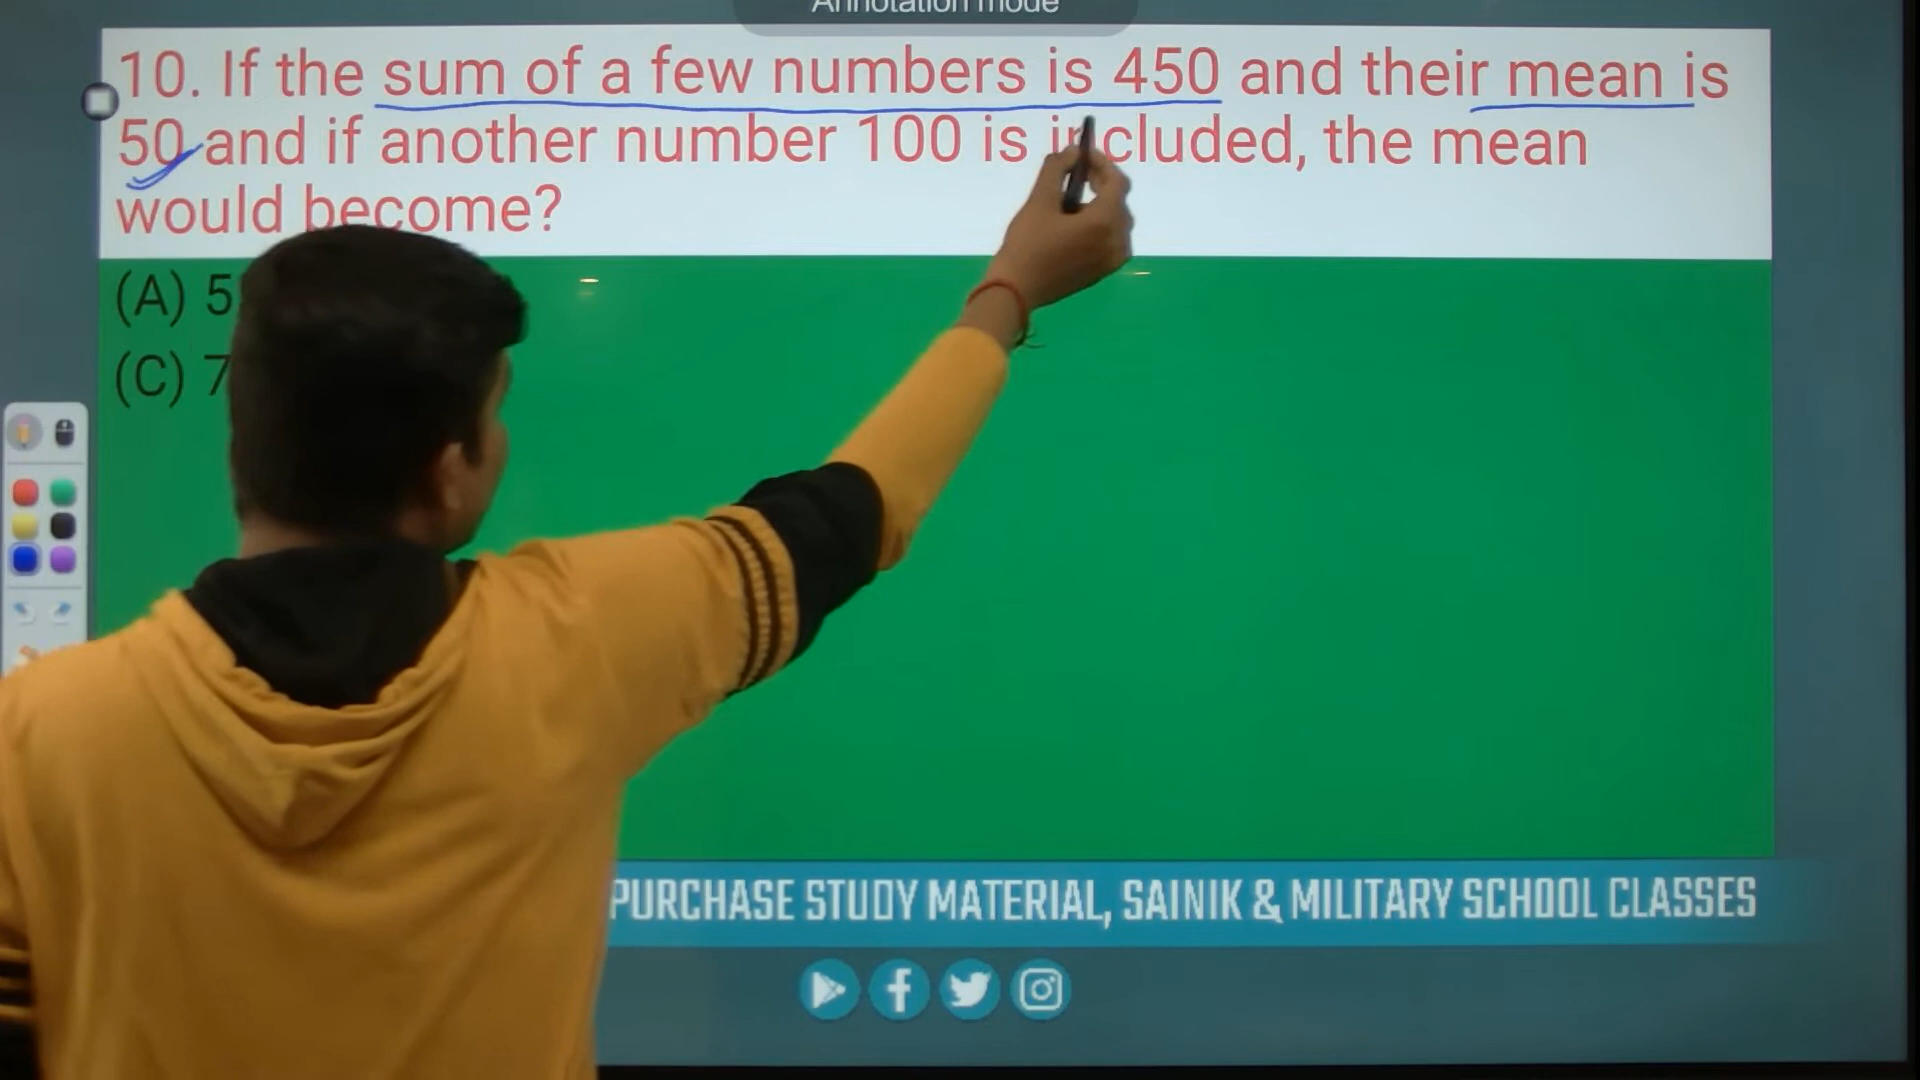 Annotation mode
10. If the sum of a few numbers is 450 and their mean is
50 and if another number 100 is included, the mean
would become?
(A) 5
(C) 7
PURCHASE STUDY MATERIAL, SAINIK & MILITARY SCHOOL CLASSES